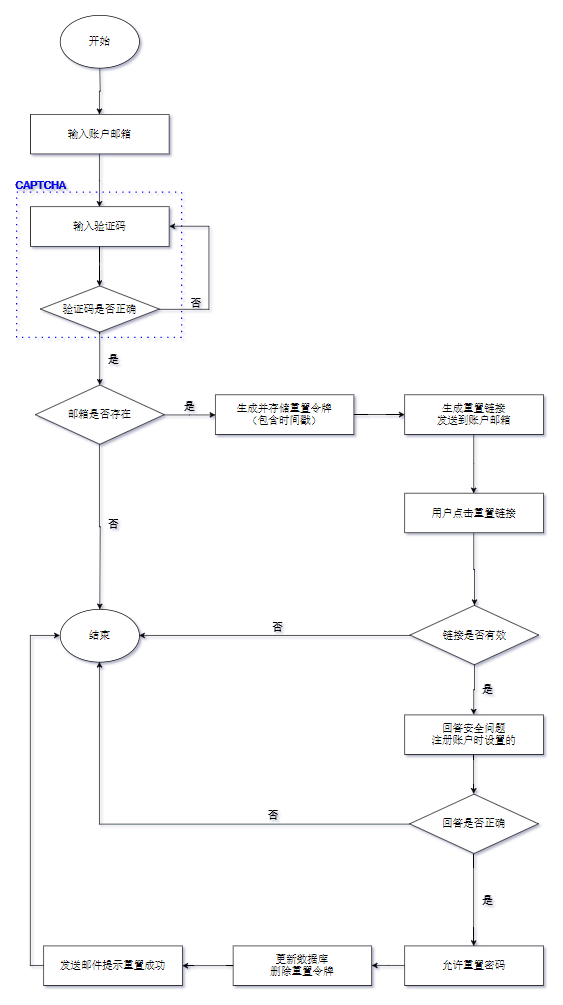 开始
输入账户邮箱
CAPTCHA
输入验证码
验证码是否正确
否
是
邮箱是否存在
是
生成并存储重置令牌
（包含时间戳）
生成重置链接
发送到账户邮箱
用户点击重置链接
否
结束
否
链接是否有效
是
回答安全问题
注册账户时设置的
否
回答是否正确
是
发送邮件提示重置成功
更新数据库
删除重置令牌
允许重置密码